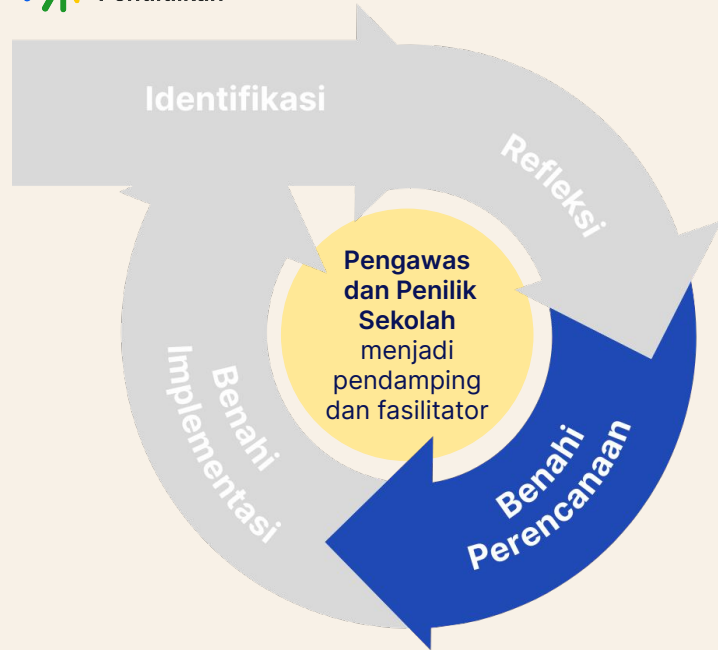 Identifikasi
Refleksi
Pengawas
dan Penilik
Sekolah
menjadi
pendamping
dan fasilitator
Benahi
Perencanaan
Benahi
Implementasi